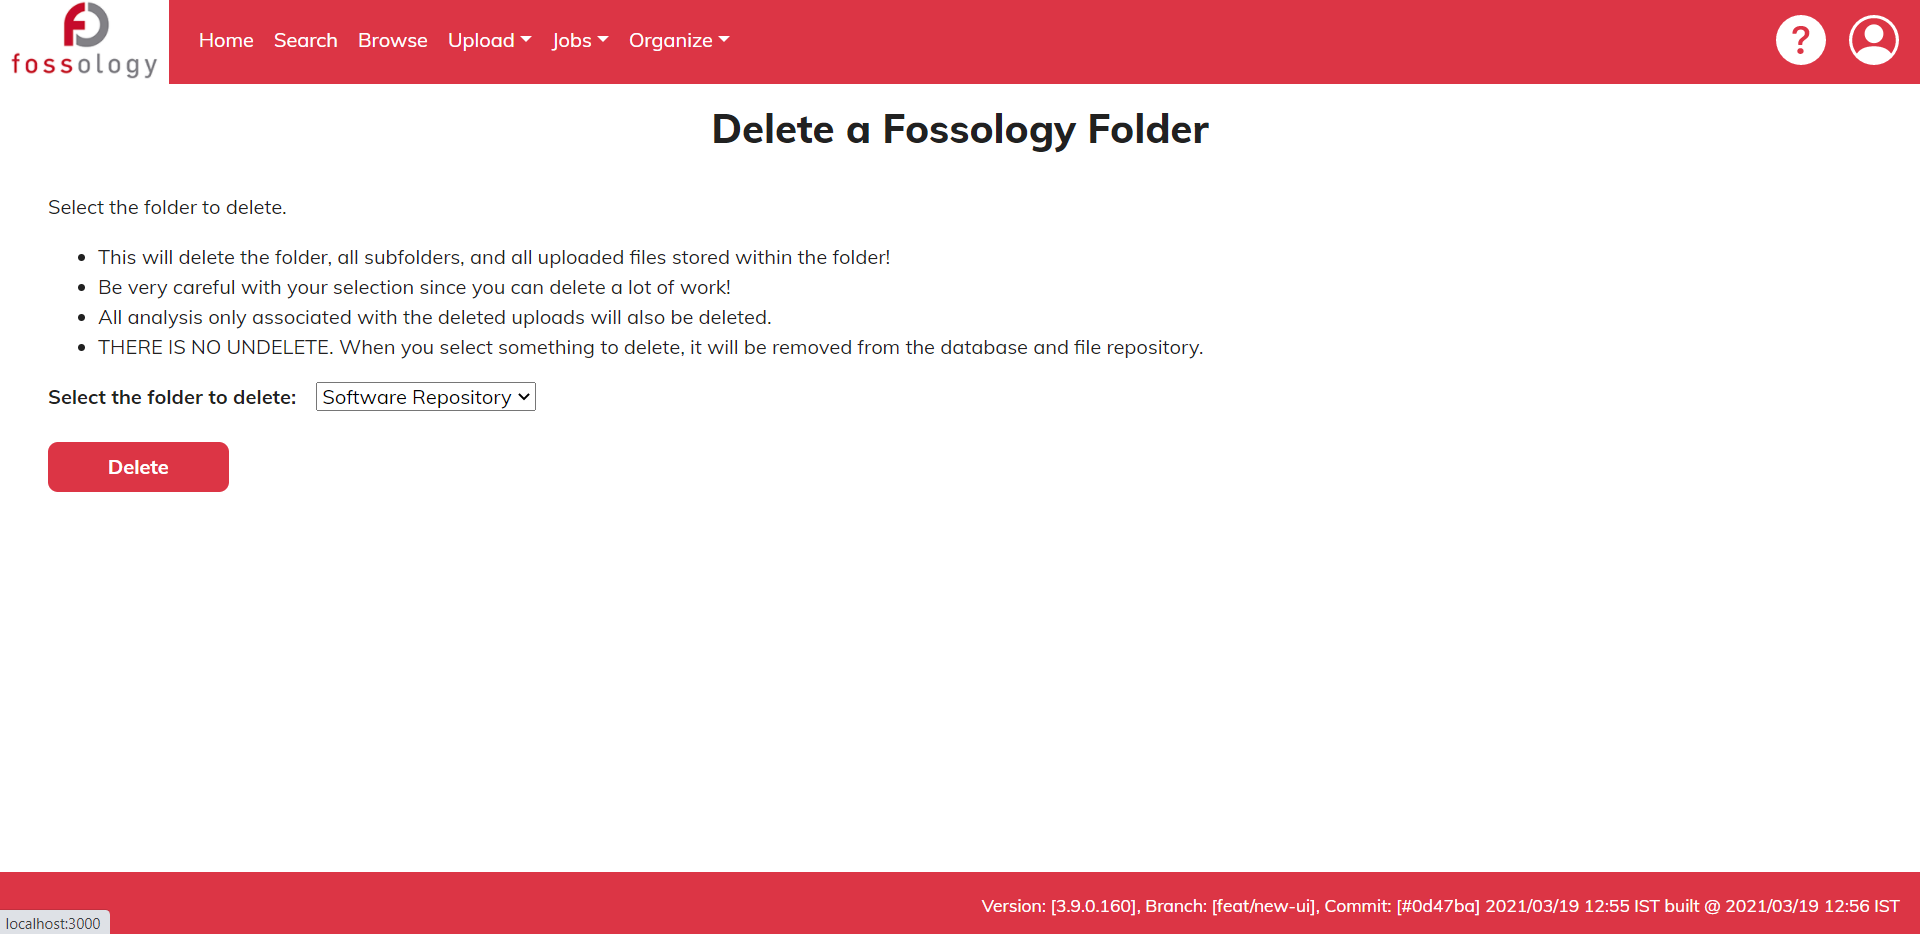 fossology
Home Search Browse Upload Jobs Organize
?
Delete a Fossology Folder
Select the folder to delete.
• This will delete the folder, all subfolders, and all uploaded files stored within the folder!
• Be very careful with your selection since you can delete a lot of work!
• All analysis only associated with the deleted uploads will also be deleted.
• THERE IS NO UNDELETE. When you select something to delete, it will be removed from the database and file repository.
Select the folder to delete: Software Repository
Delete
Version: [3.9.0.160], Branch: [feat/new-ui], Commit: [#0d47ba] 2021/03/19 12:55 IST built @ 2021/03/19 12:56 IST
localhost:3000